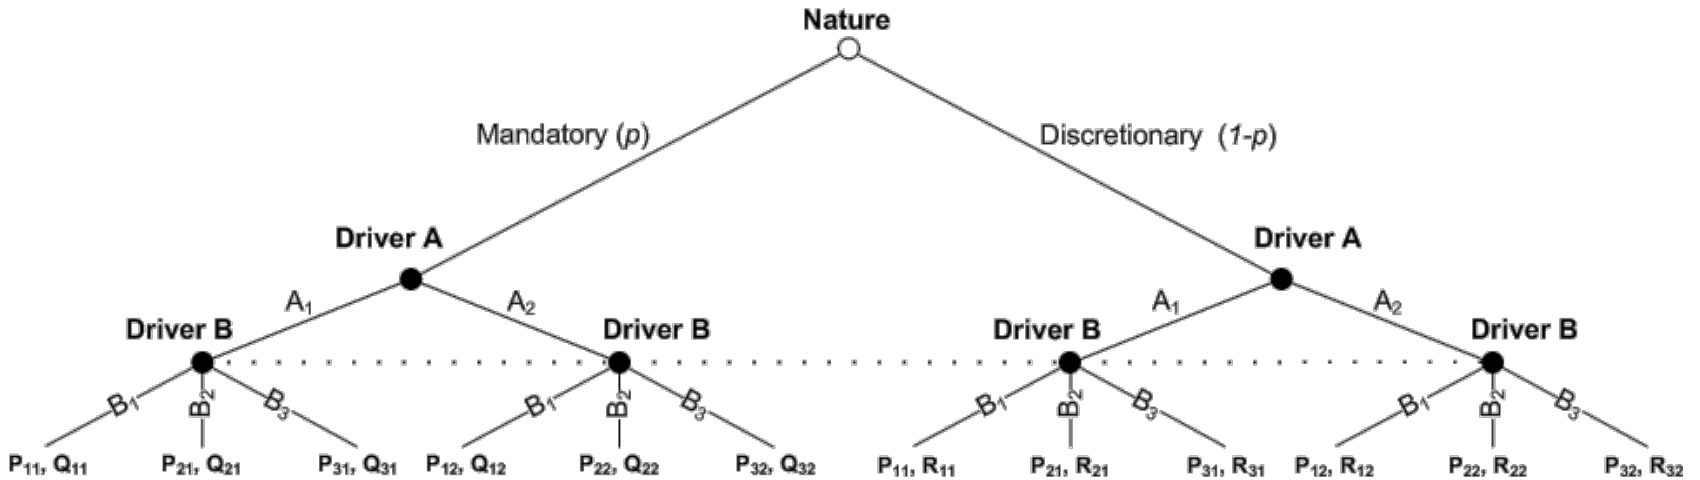 Nature
Mandatory (p)
Discretionary (1-p)
Driver A
Driver A
A1
A2
A1
A2
Driver B
Driver B
Driver B
Driver B
B1
B2
B3
B1
B2
B3
B1
B2
B3
B1
B2
B3
P11, Q11
P21, Q21
P31, Q31
P12, Q12
P22, Q22
P32, Q32
P11, R11
P21, R21
P31, R31
P12, R12
P22, R22
P32, R32